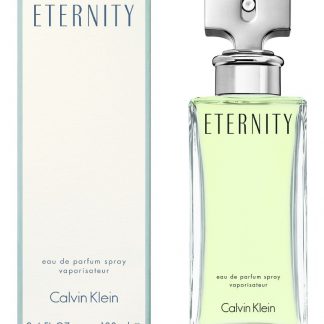 ETERNITY
eau de parfum spray
vaporisateur
Calvin Klein
ETERNITY
eau de parfum spray
vaporisateur
Calvin Klein